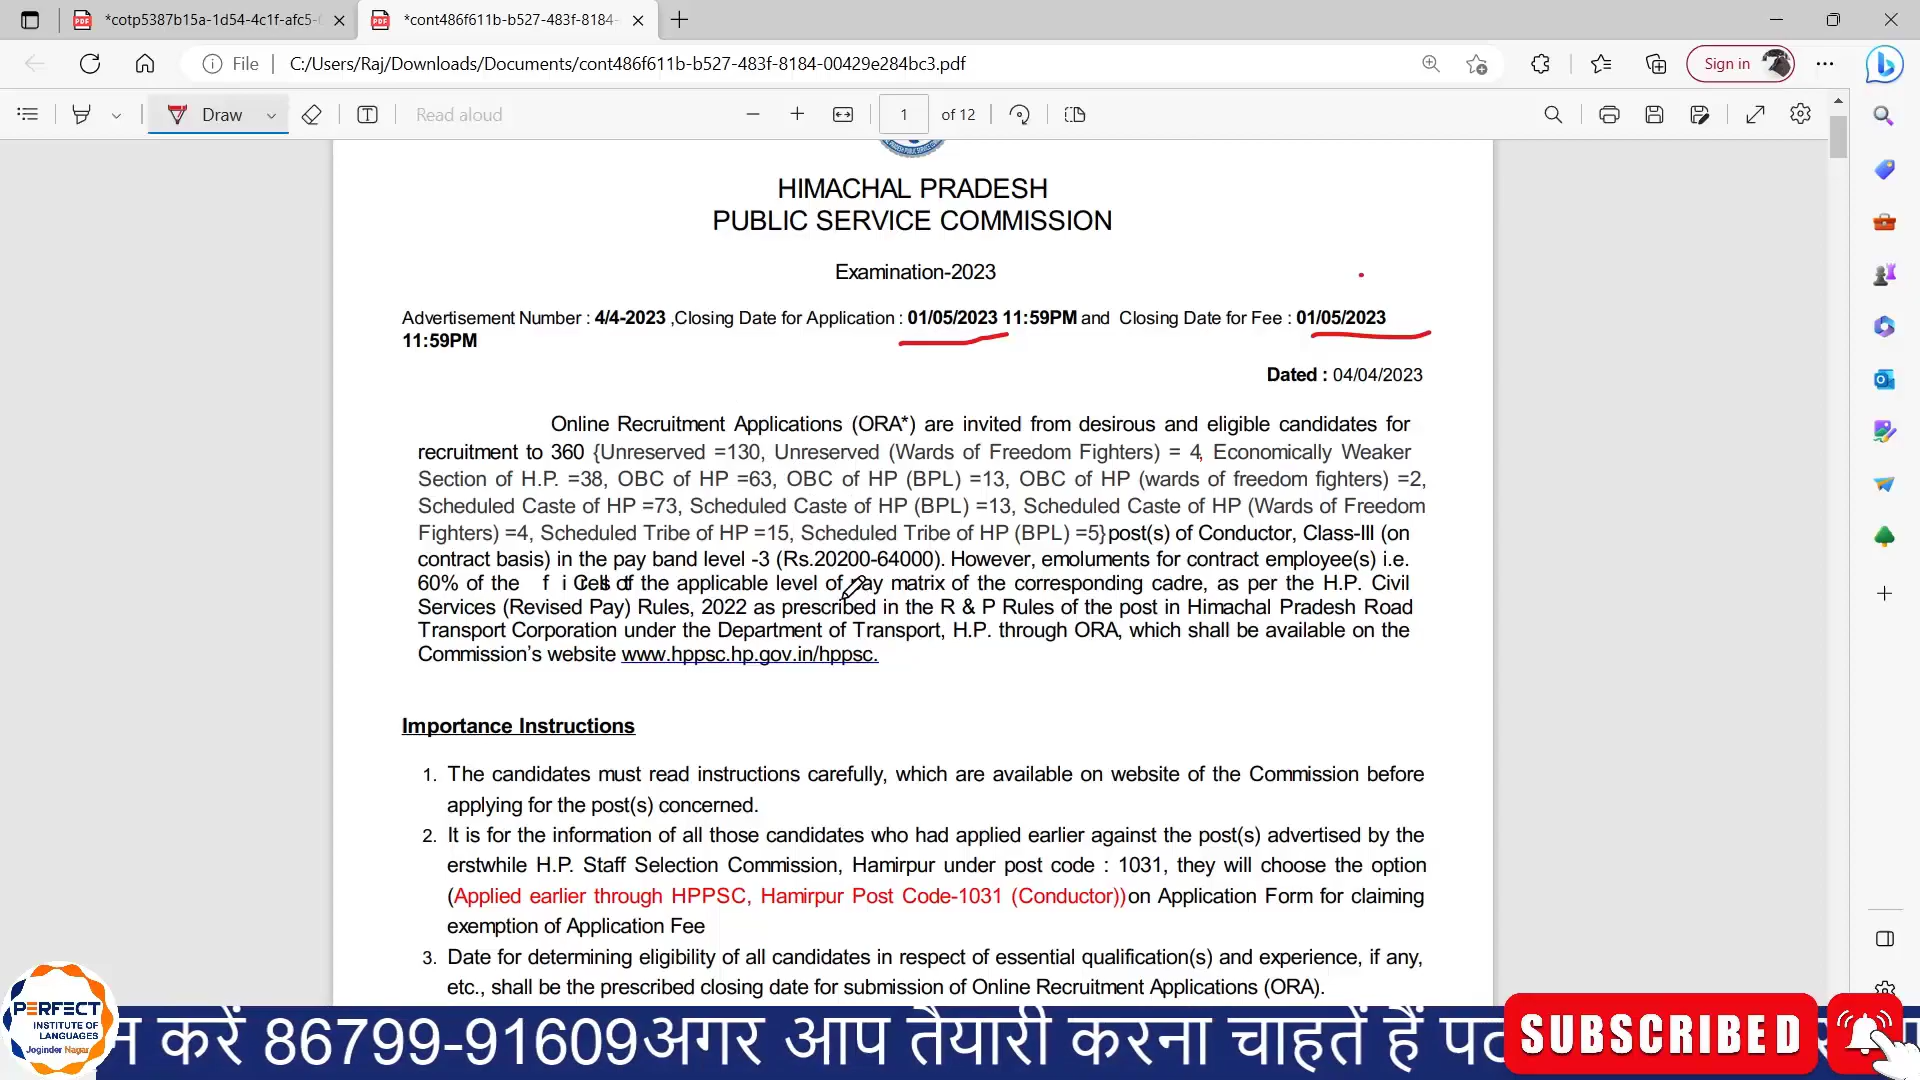 *cotp5387b15a-1d54-4c1f-afc5-
*cont486f611b-b527-483f-8184-
File
C:/Users/Raj/Downloads/Documents/cont486f611b-b527-483f-8184-00429e284bc3.pdf
Sign in
Draw
Read aloud
1 of 12
HIMACHAL PRADESH
PUBLIC SERVICE COMMISSION
Examination-2023
Advertisement Number : 4/4-2023 ,Closing Date for Application : 01/05/2023 11:59PM and Closing Date for Fee : 01/05/2023
11:59PM
Dated : 04/04/2023
Online Recruitment Applications (ORA*) are invited from desirous and eligible candidates for
recruitment to 360 {Unreserved =130, Unreserved (Wards of Freedom Fighters) = 4, Economically Weaker
Section of H.P. =38, OBC of HP =63, OBC of HP (BPL) =13, OBC of HP (wards of freedom fighters) =2,
Scheduled Caste of HP =73, Scheduled Caste of HP (BPL) =13, Scheduled Caste of HP (Wards of Freedom
Fighters) =4, Scheduled Tribe of HP =15, Scheduled Tribe of HP (BPL) =5}post(s) of Conductor, Class-III (on
contract basis) in the pay band level -3 (Rs.20200-64000). However, emoluments for contract employee(s) i.e.
60% of the of the applicable level of pay matrix of the corresponding cadre, as per the H.P. Civil
Services (Revised Pay) Rules, 2022 as prescribed in the R & P Rules of the post in Himachal Pradesh Road
Transport Corporation under the Department of Transport, H.P. through ORA, which shall be available on the
Commission's website www.hppsc.hp.gov.in/hppsc.
Importance Instructions
1. The candidates must read instructions carefully, which are available on website of the Commission before
applying for the post(s) concerned.
2. It is for the information of all those candidates who had applied earlier against the post(s) advertised by the
erstwhile H.P. Staff Selection Commission, Hamirpur under post code : 1031, they will choose the option
(Applied earlier through HPPSC, Hamirpur Post Code-1031 (Conductor))on Application Form for claiming
exemption of Application Fee
3. Date for determining eligibility of all candidates in respect of essential qualification(s) and experience, if any,
etc., shall be the prescribed closing date for submission of Online Recruitment Applications (ORA).
PERFECT
INSTITUTE OF
LANGUAGES
Joginder Nagar
करें 86799-91609अगर आप तैयारी करना चाहतें हैं
SUBSCRIBED